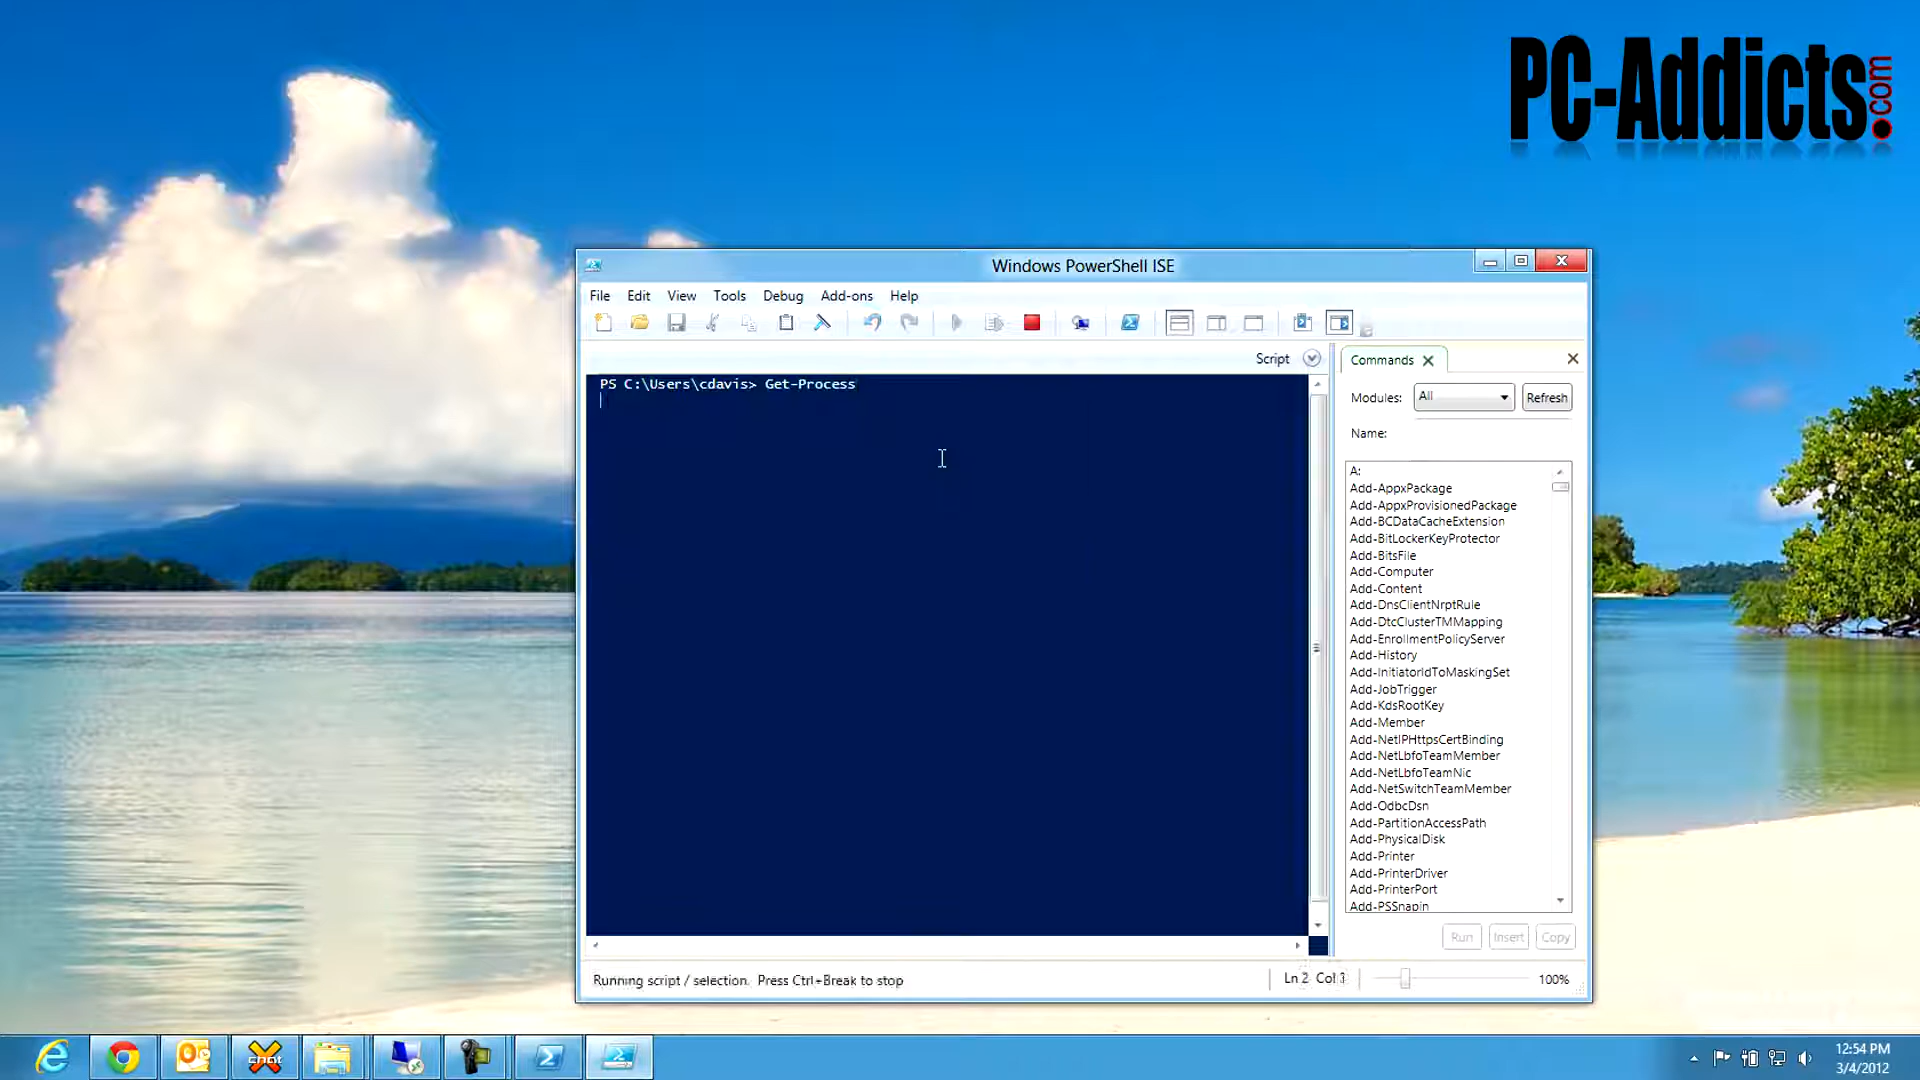 PC-Addicts.com
Windows PowerShell ISE
File Edit View Tools Debug Add-ons Help
Script
PS C:\Users\cdavis> Get-Process
Commands
Modules: All Refresh
Name:
A:
Add-AppxPackage
Add-AppxProvisionedPackage
Add-BCDataCacheExtension
Add-BitLockerKeyProtector
Add-BitsFile
Add-Computer
Add-Content
Add-DnsClientNrptRule
Add-DtcClusterTMMapping
Add-EnrollmentPolicyServer
Add-History
Add-InitiatorIdToMaskingSet
Add-JobTrigger
Add-KdsRootKey
Add-Member
Add-NetIPHttpsCertBinding
Add-NetLbfoTeamMember
Add-NetLbfoTeamNic
Add-NetSwitchTeamMember
Add-OdbcDsn
Add-PartitionAccessPath
Add-PhysicalDisk
Add-Printer
Add-PrinterDriver
Add-PrinterPort
Add-PSSnapin
Run Insert Copy
Running script / selection. Press Ctrl+Break to stop
Ln 2 Col 1
100%
chat
12:54 PM
3/4/2012